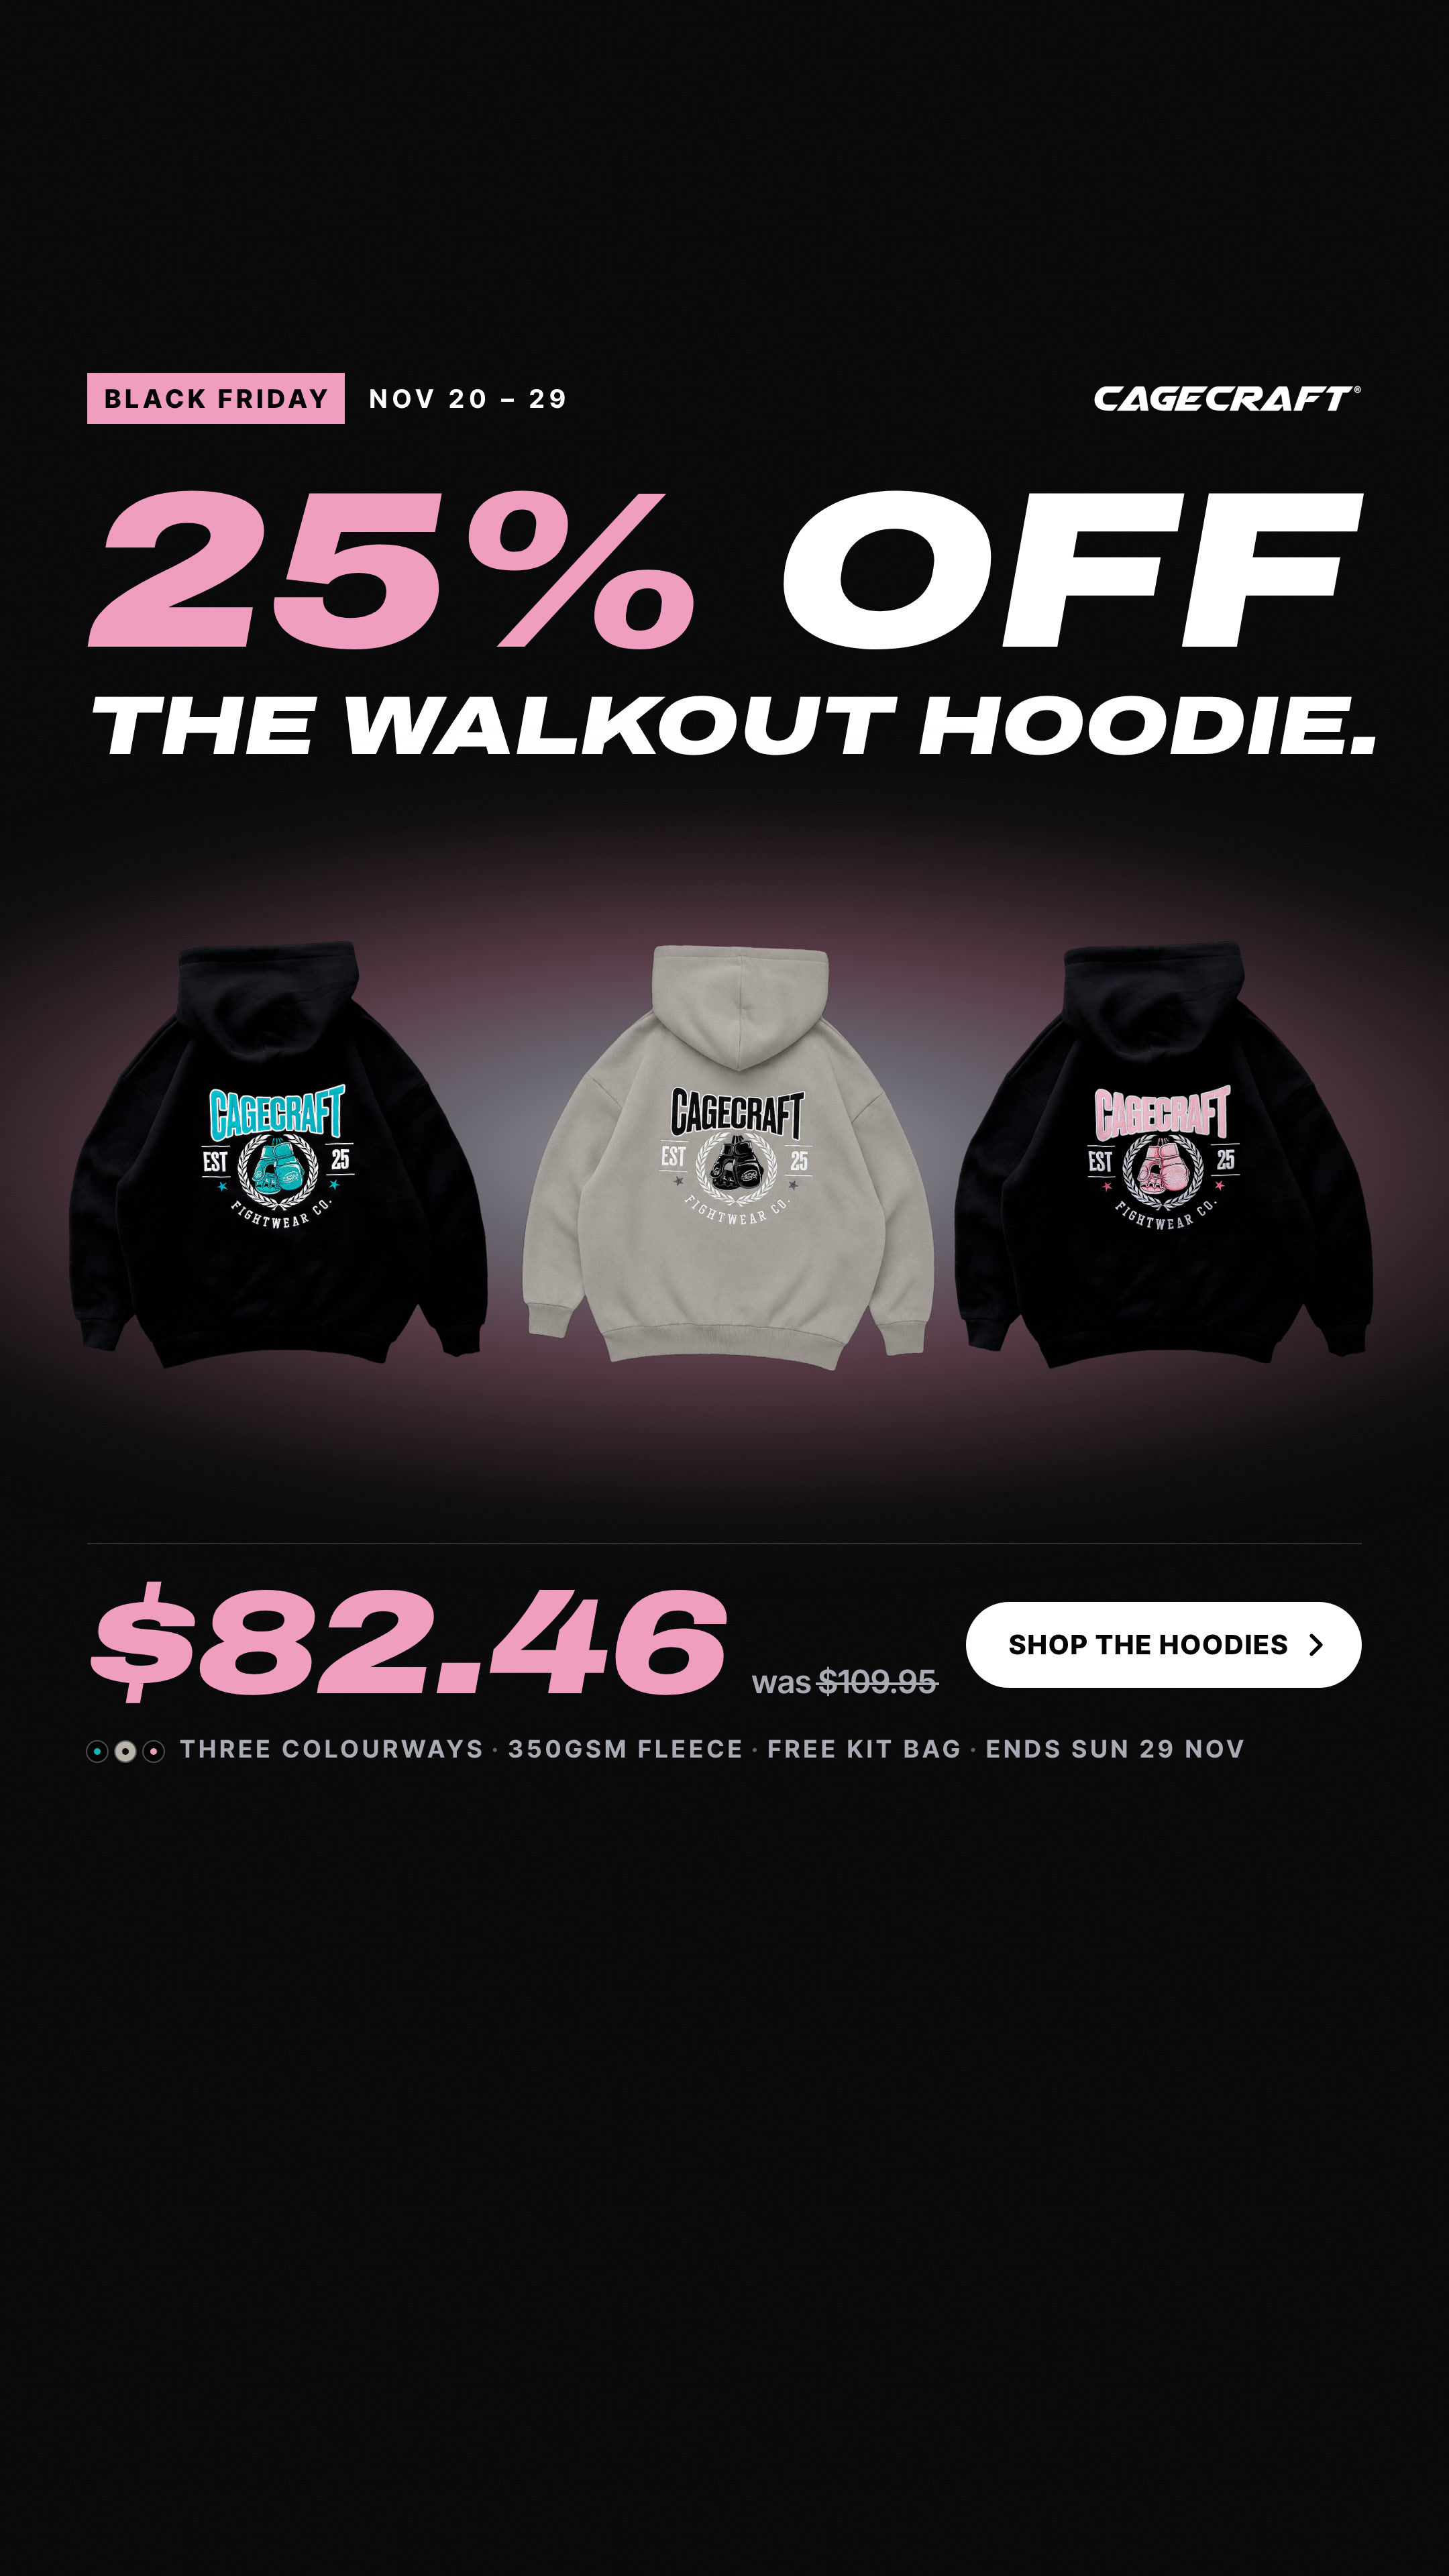 BLACK FRIDAY NOV 20 – 29 CAGECRAFT®
25% OFF
THE WALKOUT HOODIE.
CAGECRAFT
EST 25
FIGHTWEAR CO.
CAGECRAFT
EST 25
FIGHTWEAR CO.
CAGECRAFT
EST 25
FIGHTWEAR CO.
$82.46 was $109.95 SHOP THE HOODIES
THREE COLOURWAYS · 350GSM FLEECE · FREE KIT BAG · ENDS SUN 29 NOV